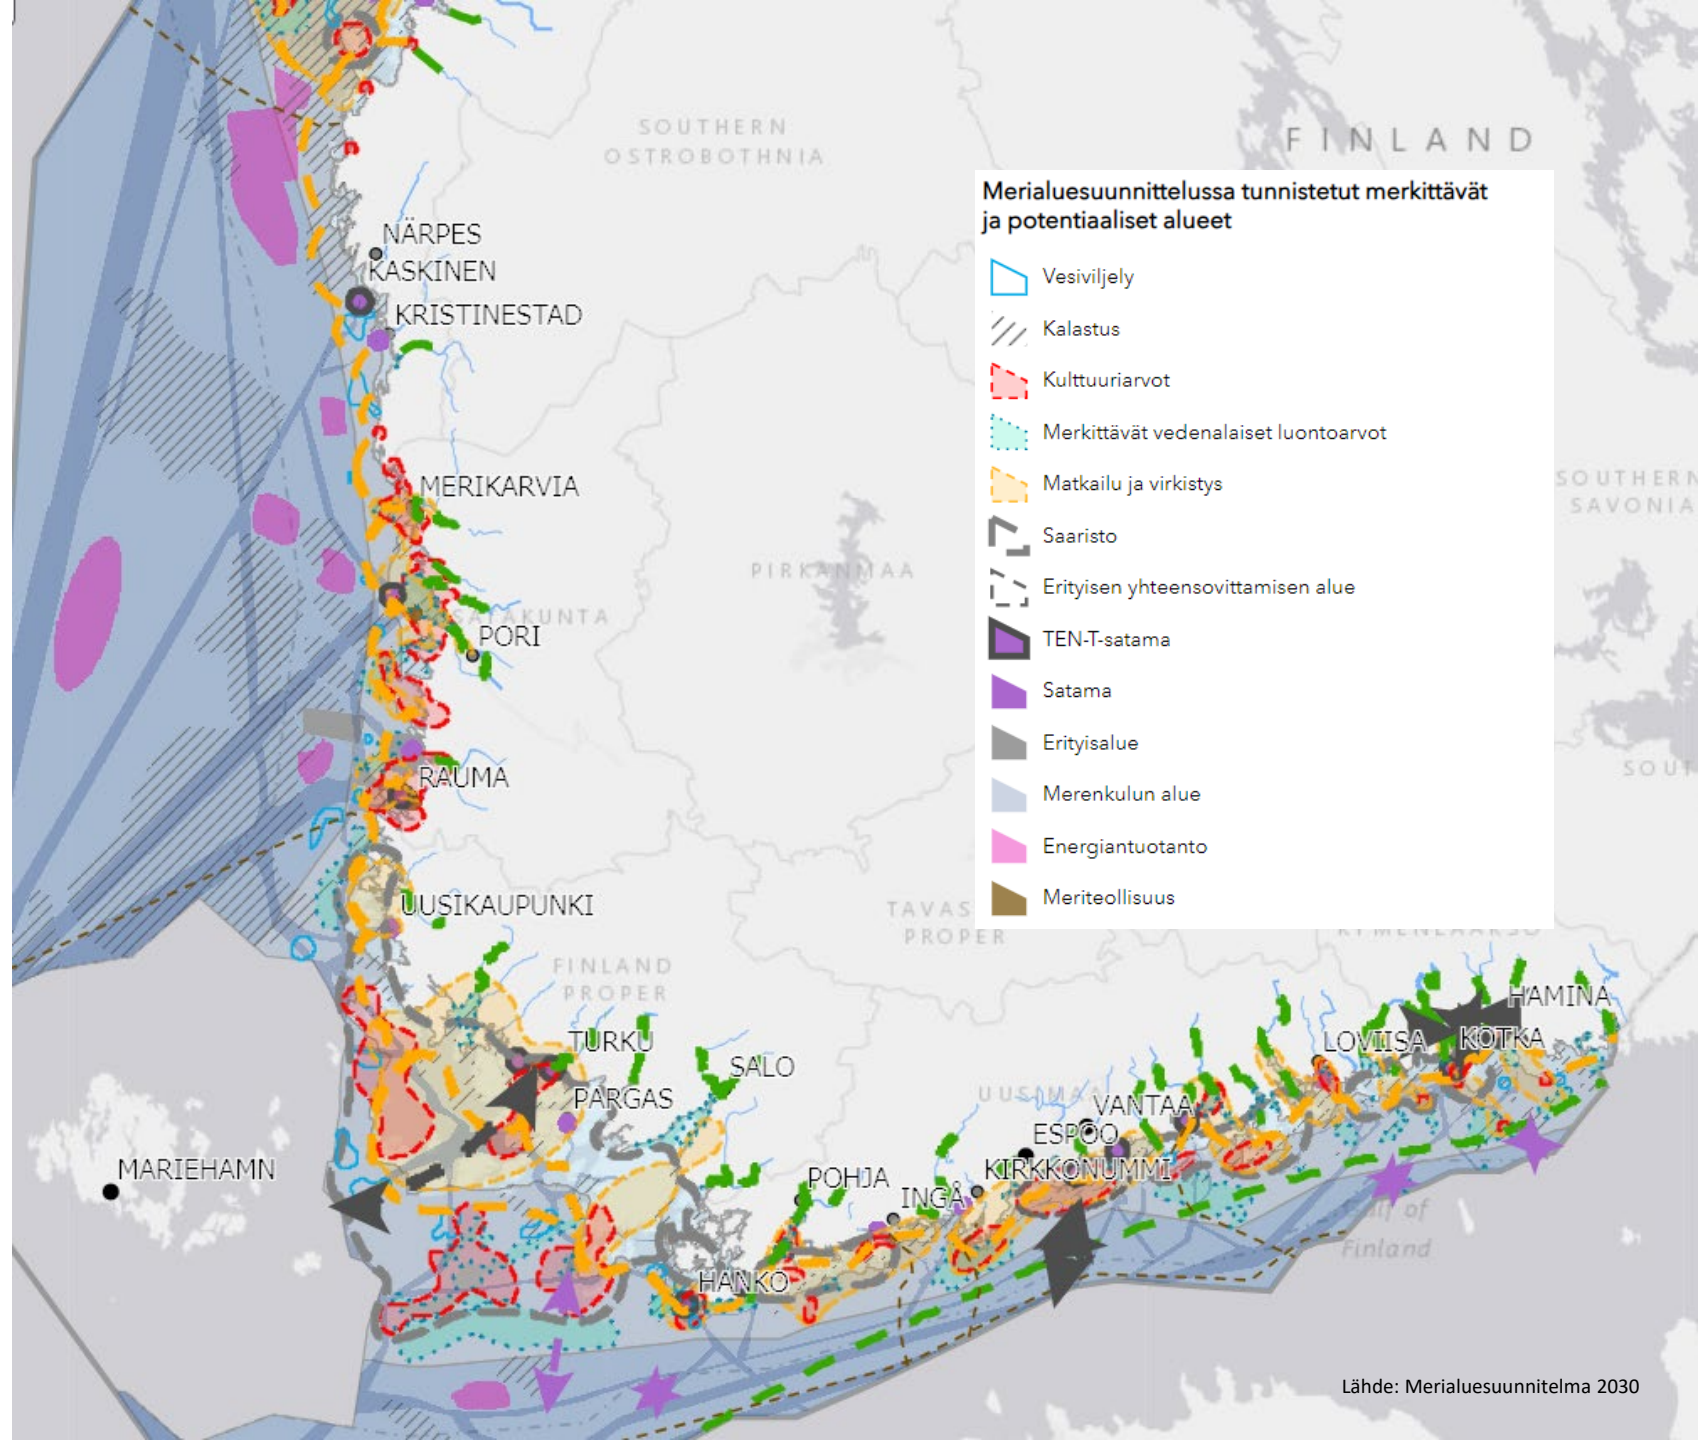 SOUTHERN
OSTROBOTHNIA
FINLAND
Merialuesuunnittelussa tunnistetut merkittävät
ja potentiaaliset alueet
Vesiviljely
Kalastus
Kulttuuriarvot
Merkittävät vedenalaiset luontoarvot
Matkailu ja virkistys
Saaristo
Erityisen yhteensovittamisen alue
TEN-T-satama
Satama
Erityisalue
Merenkulun alue
Energiantuotanto
Meriteollisuus
NÄRPES
KASKINEN
KRISTINESTAD
MERIKARVIA
SOUTHERN
SAVONIA
PIRKANMAA
SATAKUNTA
PORI
RAUMA
SOUT
UUSIKAUPUNKI
TAVAS
PROPER
FINLAND
PROPER
HAMINA
TURKU
LOVIISA
KOTKA
SALO
UUSIMAA
PARGAS
VANTAA
ESPOO
MARIEHAMN
POHJA
KIRKKONUMMI
INGÅ
Gulf of
Finland
HANKO
Lähde: Merialuesuunnitelma 2030